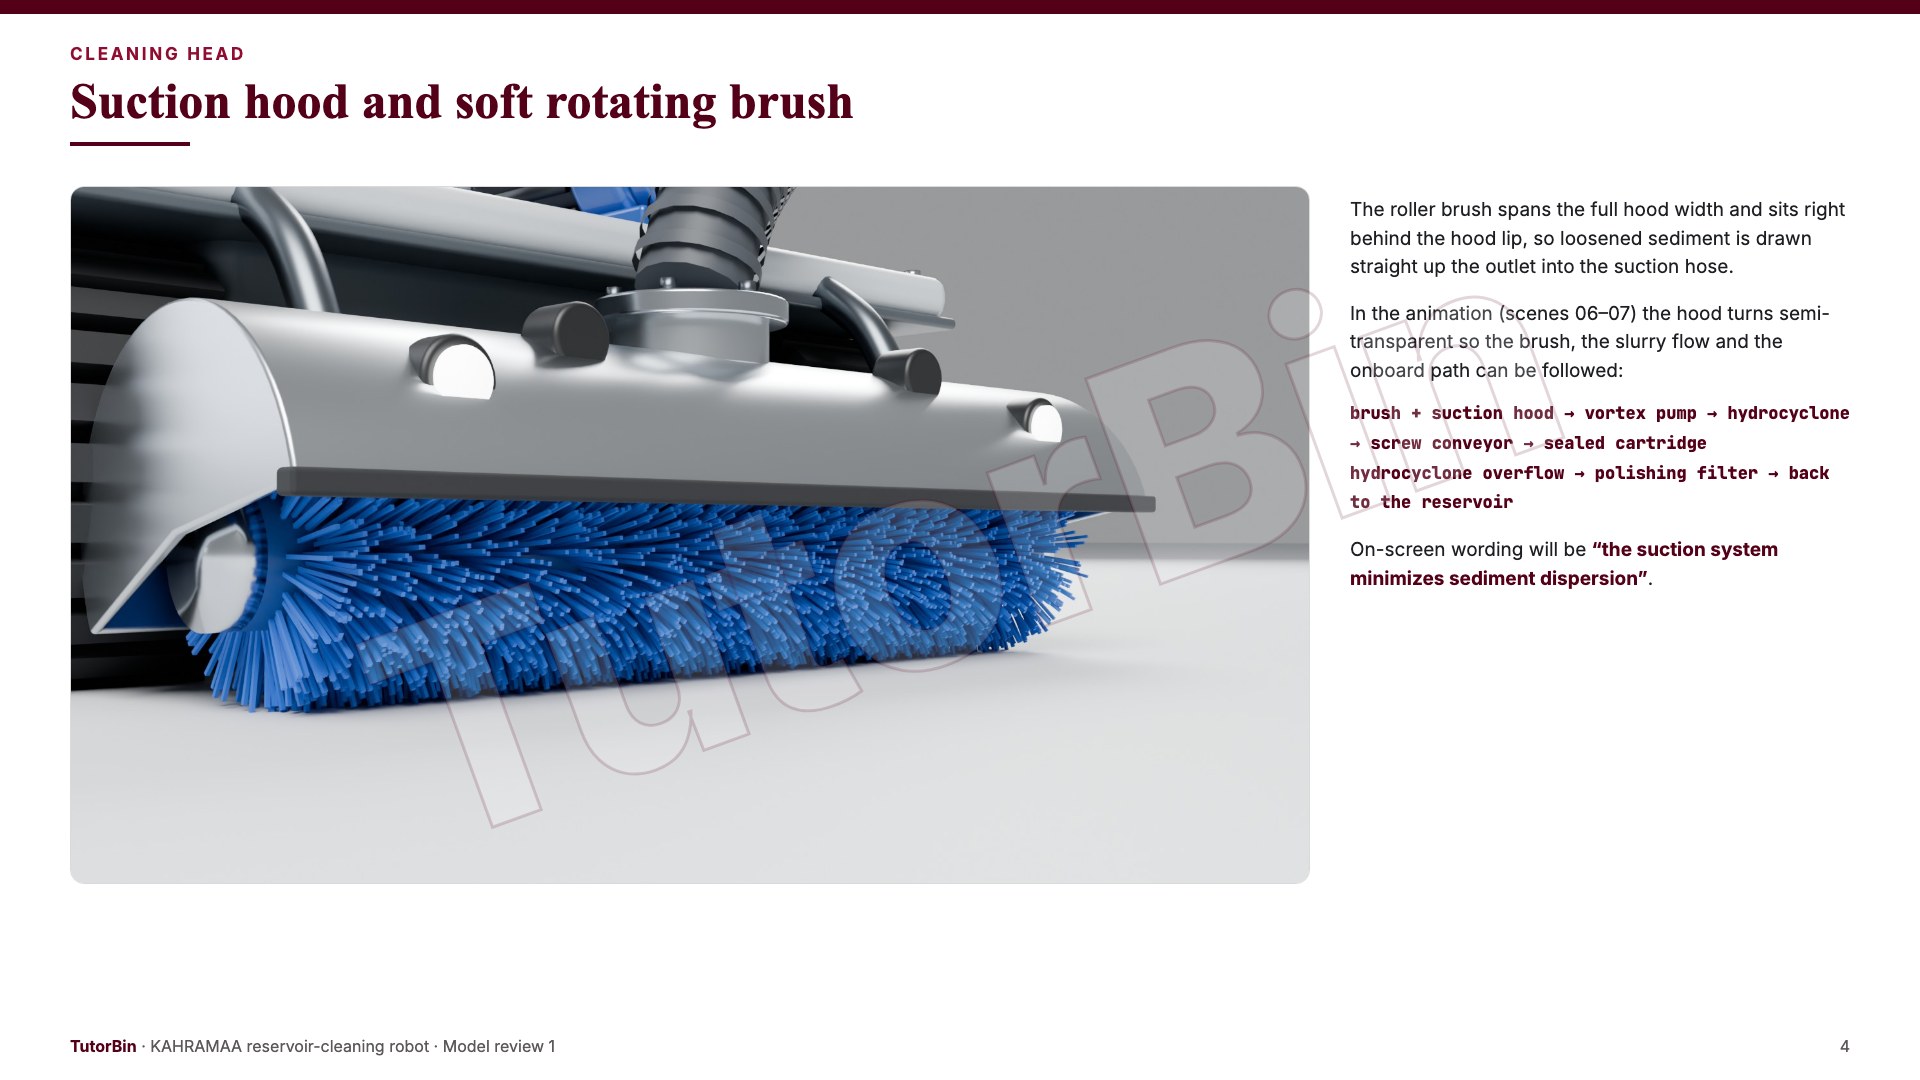 CLEANING HEAD
Suction hood and soft rotating brush
The roller brush spans the full hood width and sits right
behind the hood lip, so loosened sediment is drawn
straight up the outlet into the suction hose.
In the animation (scenes 06–07) the hood turns semi-
transparent so the brush, the slurry flow and the
onboard path can be followed:
brush + suction hood → vortex pump → hydrocyclone
→ screw conveyor → sealed cartridge
hydrocyclone overflow → polishing filter → back
to the reservoir
On-screen wording will be “the suction system
minimizes sediment dispersion”.
TutorBin
TutorBin · KAHRAMAA reservoir-cleaning robot · Model review 1
4